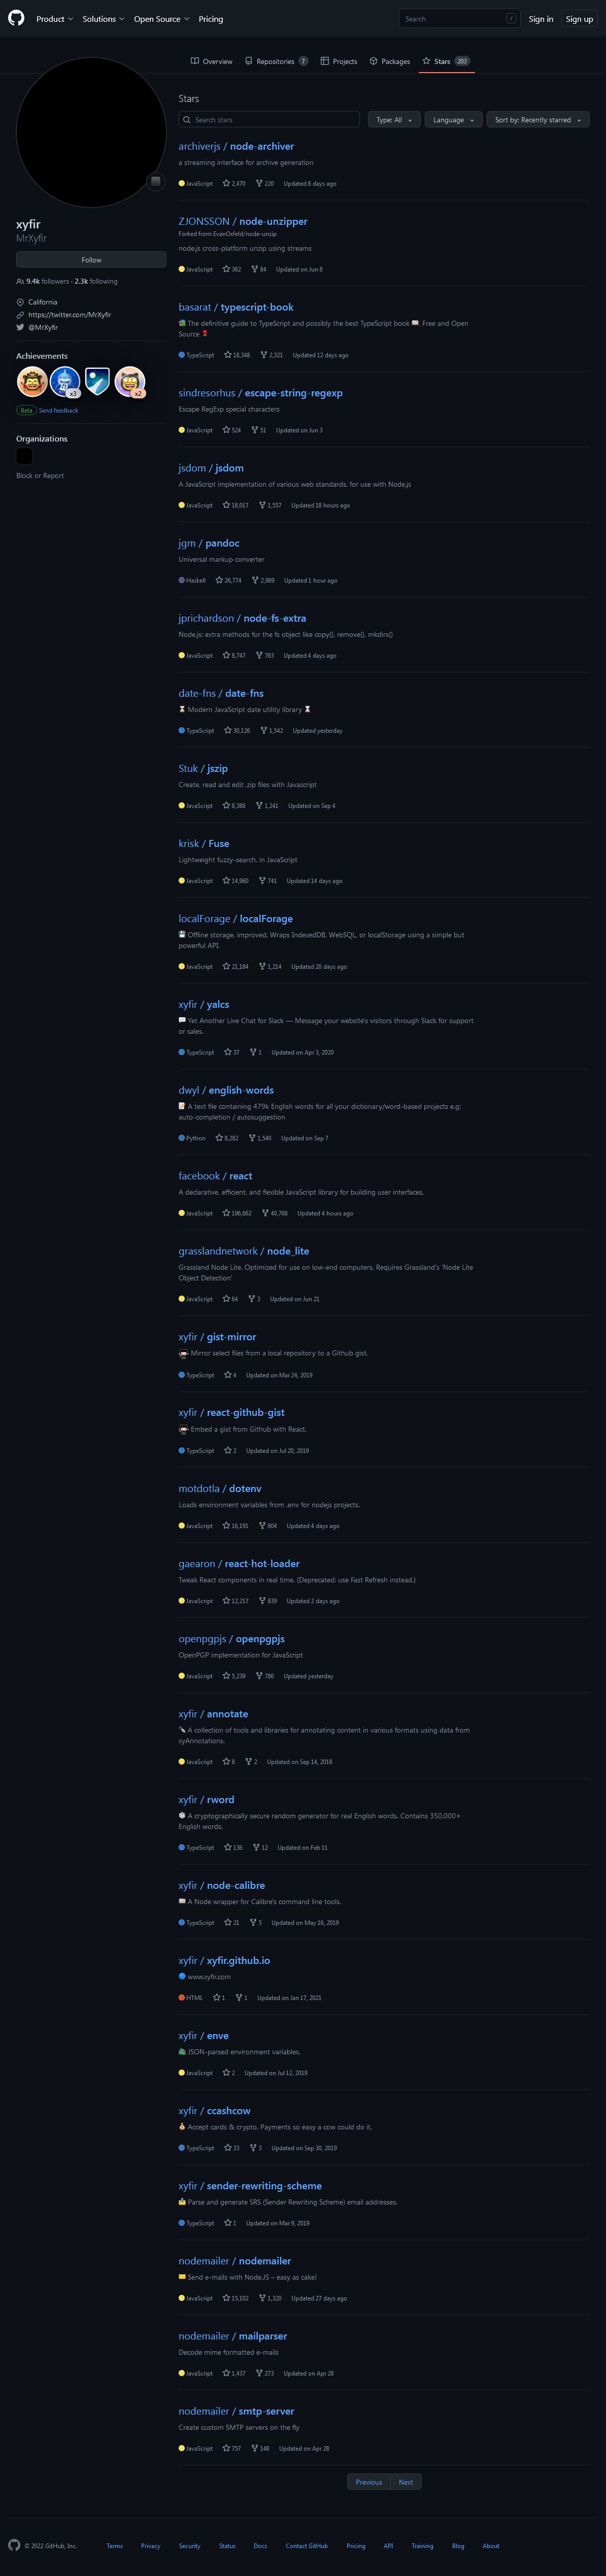 Product Solutions Open Source Pricing Search / Sign in Sign up
Overview Repositories 7 Projects Packages Stars 203
xyfir
MrXyfir
Follow
9.4k followers · 2.3k following
California
https://twitter.com/MrXyfir
@MrXyfir
Achievements
x3 x2
Beta Send feedback
Organizations
Block or Report
Stars
Search stars Type: All Language Sort by: Recently starred
archiverjs / node-archiver
a streaming interface for archive generation
JavaScript 2,470 220 Updated 8 days ago
ZJONSSON / node-unzipper
Forked from EvanOxfeld/node-unzip
node.js cross-platform unzip using streams
JavaScript 362 84 Updated on Jun 8
basarat / typescript-book
📚 The definitive guide to TypeScript and possibly the best TypeScript book 📖. Free and Open
Source 🌹
TypeScript 18,348 2,321 Updated 12 days ago
sindresorhus / escape-string-regexp
Escape RegExp special characters
JavaScript 524 51 Updated on Jun 3
jsdom / jsdom
A JavaScript implementation of various web standards, for use with Node.js
JavaScript 18,017 1,557 Updated 18 hours ago
jgm / pandoc
Universal markup converter
Haskell 26,774 2,989 Updated 1 hour ago
jprichardson / node-fs-extra
Node.js: extra methods for the fs object like copy(), remove(), mkdirs()
JavaScript 8,747 783 Updated 4 days ago
date-fns / date-fns
⏳ Modern JavaScript date utility library ⌛️
TypeScript 30,126 1,542 Updated yesterday
Stuk / jszip
Create, read and edit .zip files with Javascript
JavaScript 8,388 1,241 Updated on Sep 4
krisk / Fuse
Lightweight fuzzy-search, in JavaScript
JavaScript 14,960 741 Updated 14 days ago
localForage / localForage
💾 Offline storage, improved. Wraps IndexedDB, WebSQL, or localStorage using a simple but
powerful API.
JavaScript 21,184 1,214 Updated 20 days ago
xyfir / yalcs
💬 Yet Another Live Chat for Slack — Message your website's visitors through Slack for support
or sales.
TypeScript 37 1 Updated on Apr 3, 2020
dwyl / english-words
📝 A text file containing 479k English words for all your dictionary/word-based projects e.g:
auto-completion / autosuggestion
Python 8,282 1,540 Updated on Sep 7
facebook / react
A declarative, efficient, and flexible JavaScript library for building user interfaces.
JavaScript 196,662 40,768 Updated 4 hours ago
grasslandnetwork / node_lite
Grassland Node Lite. Optimized for use on low-end computers. Requires Grassland's 'Node Lite
Object Detection'
JavaScript 64 3 Updated on Jun 21
xyfir / gist-mirror
Mirror select files from a local repository to a Github gist.
TypeScript 4 Updated on Mar 24, 2019
xyfir / react-github-gist
Embed a gist from Github with React.
TypeScript 2 Updated on Jul 20, 2019
motdotla / dotenv
Loads environment variables from .env for nodejs projects.
JavaScript 16,191 804 Updated 4 days ago
gaearon / react-hot-loader
Tweak React components in real time. (Deprecated: use Fast Refresh instead.)
JavaScript 12,217 839 Updated 2 days ago
openpgpjs / openpgpjs
OpenPGP implementation for JavaScript
JavaScript 5,239 786 Updated yesterday
xyfir / annotate
✒️ A collection of tools and libraries for annotating content in various formats using data from
xyAnnotations.
JavaScript 8 2 Updated on Sep 14, 2018
xyfir / rword
🎲 A cryptographically secure random generator for real English words. Contains 350,000+
English words.
TypeScript 136 12 Updated on Feb 11
xyfir / node-calibre
📖 A Node wrapper for Calibre's command line tools.
TypeScript 21 5 Updated on May 16, 2019
xyfir / xyfir.github.io
🌐 www.xyfir.com
HTML 1 1 Updated on Jan 17, 2021
xyfir / enve
🏞 JSON-parsed environment variables.
JavaScript 2 Updated on Jul 12, 2019
xyfir / ccashcow
💰 Accept cards & crypto. Payments so easy a cow could do it.
TypeScript 33 3 Updated on Sep 30, 2019
xyfir / sender-rewriting-scheme
📨 Parse and generate SRS (Sender Rewriting Scheme) email addresses.
TypeScript 1 Updated on Mar 9, 2019
nodemailer / nodemailer
✉️ Send e-mails with Node.JS – easy as cake!
JavaScript 15,102 1,320 Updated 27 days ago
nodemailer / mailparser
Decode mime formatted e-mails
JavaScript 1,437 273 Updated on Apr 28
nodemailer / smtp-server
Create custom SMTP servers on the fly
JavaScript 757 148 Updated on Apr 28
Previous Next
© 2022 GitHub, Inc. Terms Privacy Security Status Docs Contact GitHub Pricing API Training Blog About